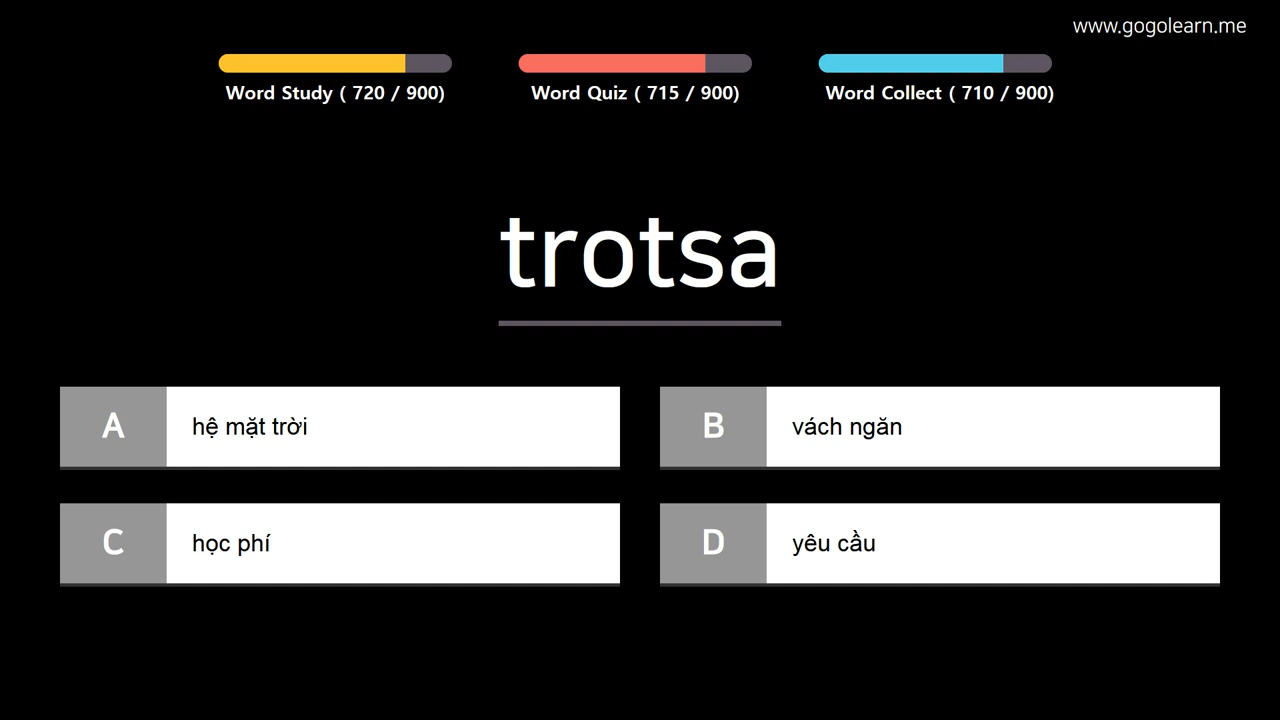 www.gogolearn.me
Word Study ( 720 / 900)
Word Quiz ( 715 / 900)
Word Collect ( 710 / 900)
trotsa
A
hệ mặt trời
B
vách ngăn
C
học phí
D
yêu cầu